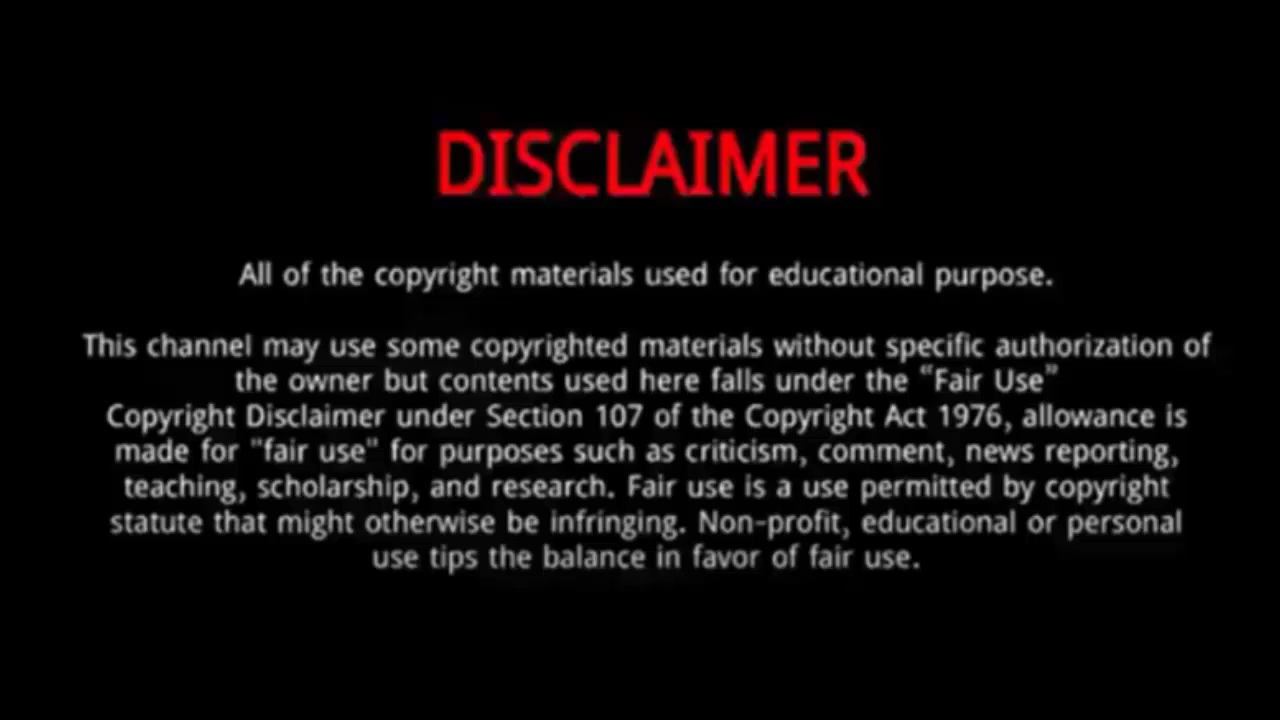 DISCLAIMER
All of the copyright materials used for educational purpose.
This channel may use some copyrighted materials without specific authorization of
the owner but contents used here falls under the “Fair Use”
Copyright Disclaimer under Section 107 of the Copyright Act 1976, allowance is
made for "fair use" for purposes such as criticism, comment, news reporting,
teaching, scholarship, and research. Fair use is a use permitted by copyright
statute that might otherwise be infringing. Non-profit, educational or personal
use tips the balance in favor of fair use.